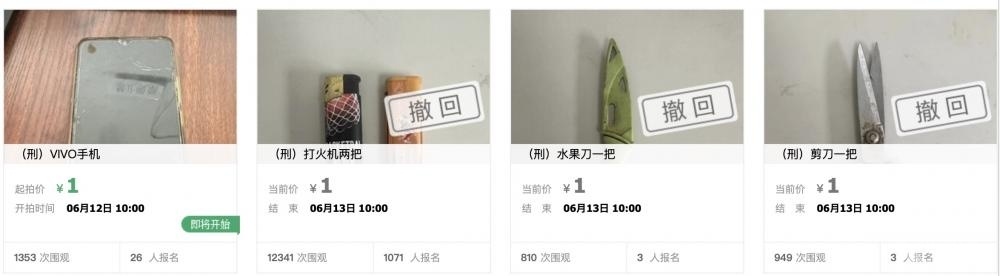 （刑）VIVO手机
起拍价 ¥1
开拍时间 06月12日 10:00
即将开始
1353 次围观 26 人报名
撤回
（刑）打火机两把
当前价 ¥1
结 束 06月13日 10:00
12341 次围观 1071 人报名
撤回
（刑）水果刀一把
当前价 ¥1
结 束 06月13日 10:00
810 次围观 3 人报名
撤回
（刑）剪刀一把
当前价 ¥1
结 束 06月13日 10:00
949 次围观 3 人报名